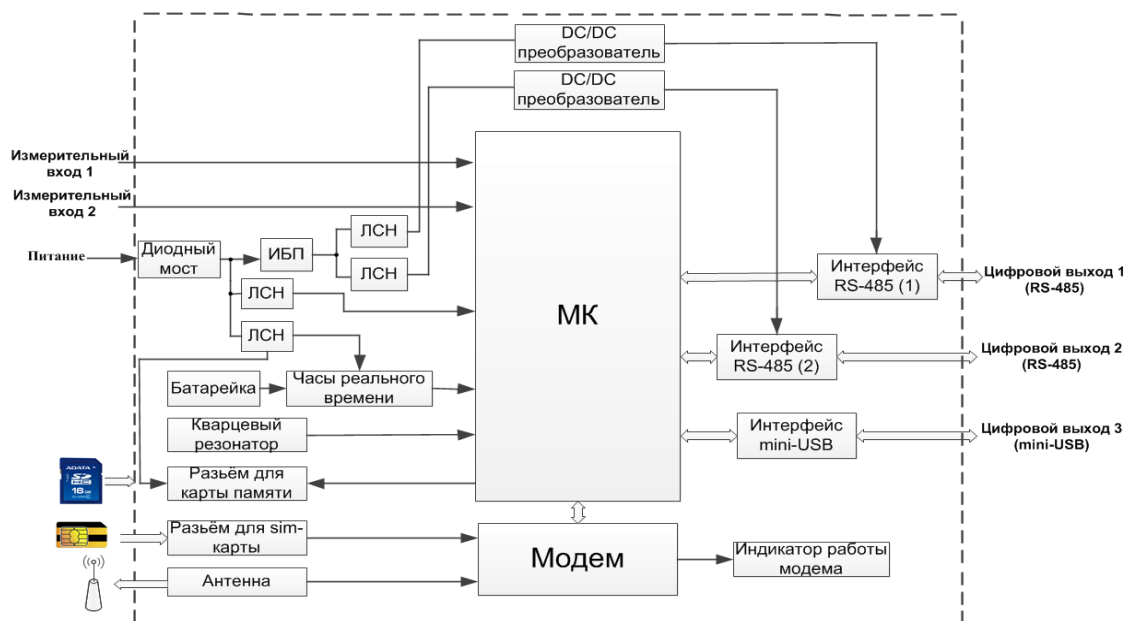 DC/DC
преобразователь
DC/DC
преобразователь
Измерительный
вход 1
Измерительный
вход 2
Питание
Диодный
мост
ИБП
ЛСН
ЛСН
ЛСН
ЛСН
МК
Интерфейс
RS-485 (1)
Цифровой выход 1
(RS-485)
Интерфейс
RS-485 (2)
Цифровой выход 2
(RS-485)
Батарейка
Часы реального
времени
Кварцевый
резонатор
Интерфейс
mini-USB
Цифровой выход 3
(mini-USB)
ADATA
16GB
Разъём для
карты памяти
Разъём для sim-
карты
Антенна
Модем
Индикатор работы
модема